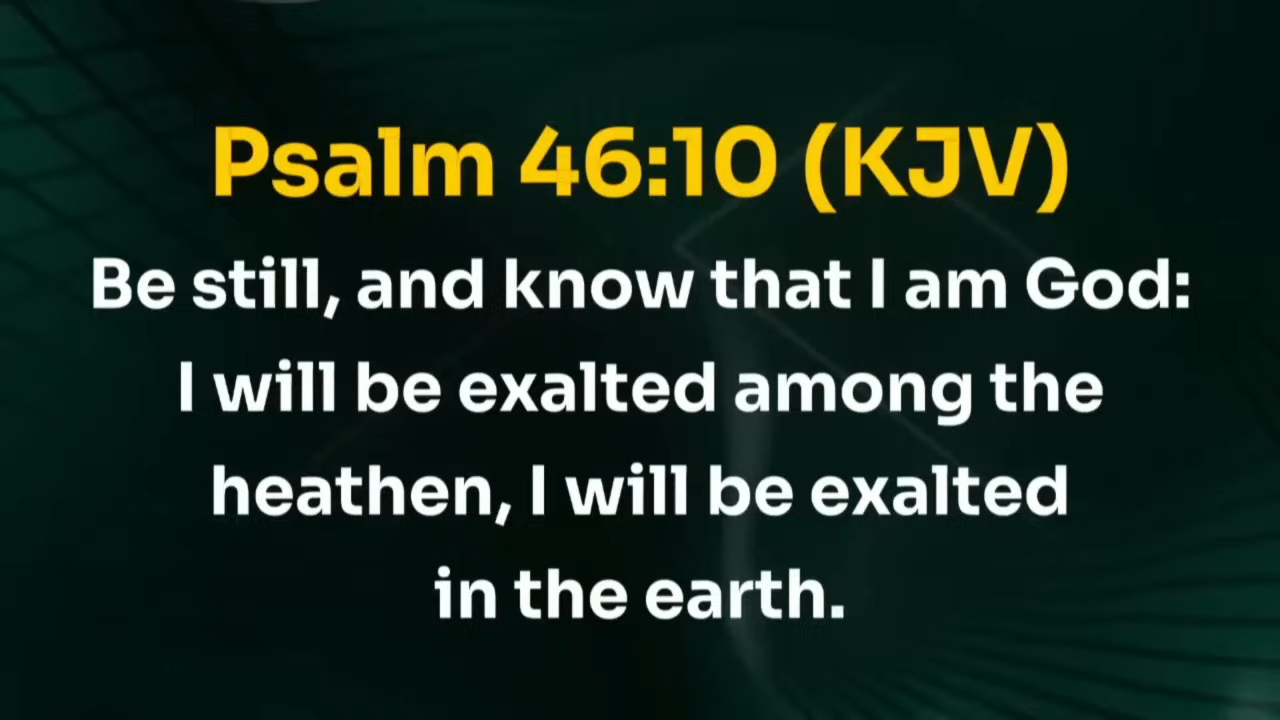 Psalm 46:10 (KJV)
Be still, and know that I am God:
I will be exalted among the
heathen, I will be exalted
in the earth.